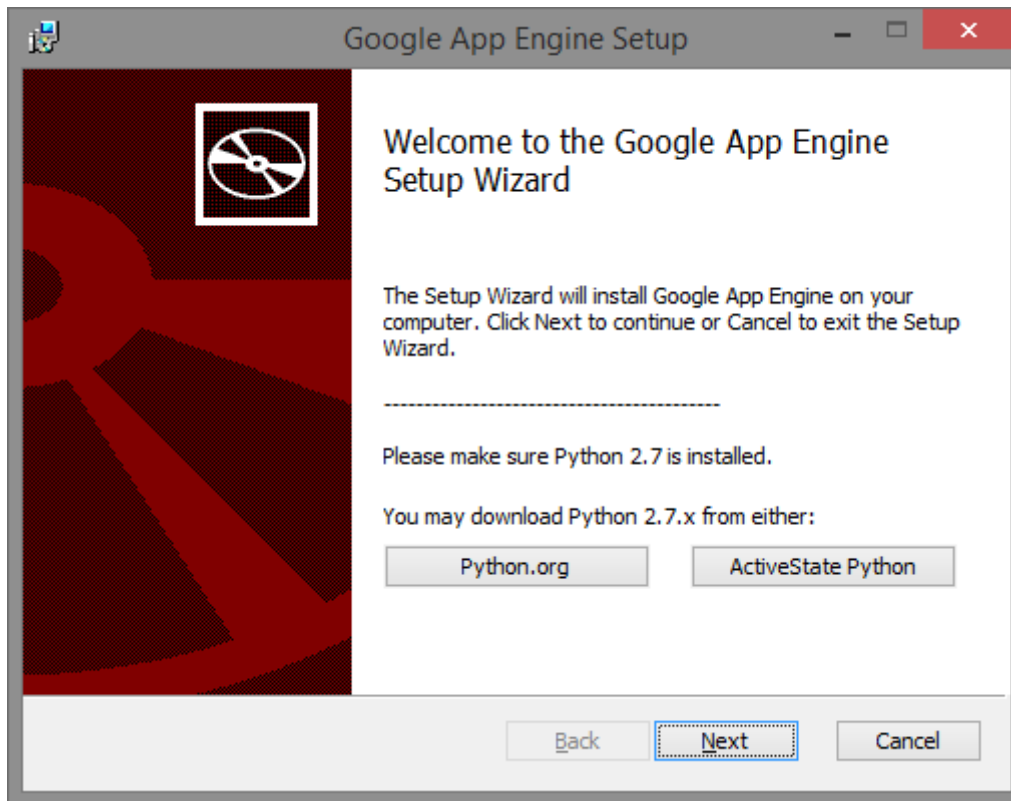 Google App Engine Setup
Welcome to the Google App Engine
Setup Wizard
The Setup Wizard will install Google App Engine on your
computer. Click Next to continue or Cancel to exit the Setup
Wizard.
------------------------------------------
Please make sure Python 2.7 is installed.
You may download Python 2.7.x from either:
Python.org ActiveState Python
Back Next Cancel